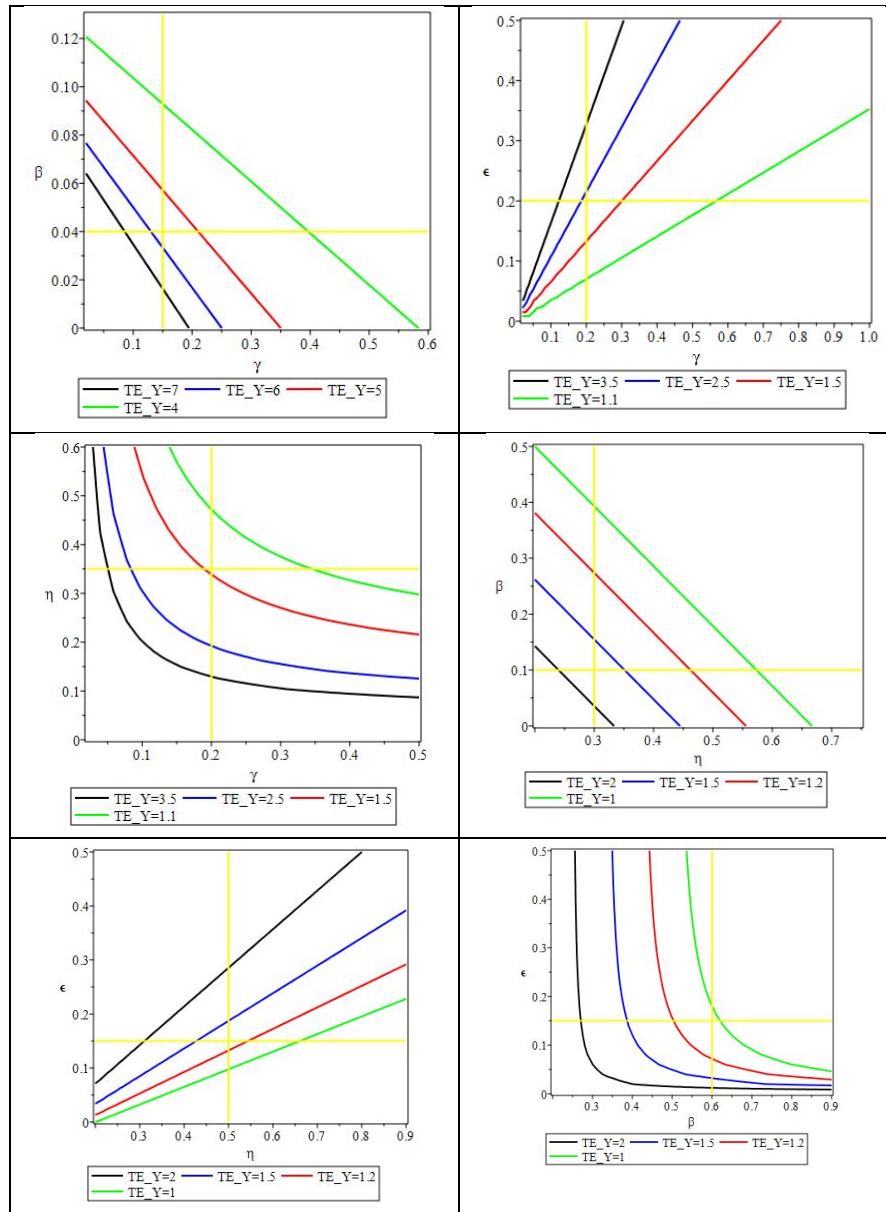 0.12
0.10
0.08
β
0.06
0.04
0.02
0
0.1 0.2 0.3 0.4 0.5 0.6
γ
TE_Y=7 TE_Y=6 TE_Y=5
TE_Y=4
0.5
0.4
0.3
ϵ
0.2
0.1
0
0.1 0.2 0.3 0.4 0.5 0.6 0.7 0.8 0.9 1.0
γ
TE_Y=3.5 TE_Y=2.5 TE_Y=1.5
TE_Y=1.1
0.6
0.5
0.4
η
0.3
0.2
0.1
0
0.1 0.2 0.3 0.4 0.5
γ
TE_Y=3.5 TE_Y=2.5 TE_Y=1.5
TE_Y=1.1
0.5
0.4
0.3
β
0.2
0.1
0
0.3 0.4 0.5 0.6 0.7
η
TE_Y=2 TE_Y=1.5 TE_Y=1.2
TE_Y=1
0.5
0.4
0.3
ϵ
0.2
0.1
0
0.3 0.4 0.5 0.6 0.7 0.8 0.9
η
TE_Y=2 TE_Y=1.5 TE_Y=1.2
TE_Y=1
0.5
0.4
0.3
ϵ
0.2
0.1
0
0.3 0.4 0.5 0.6 0.7 0.8 0.9
β
TE_Y=2 TE_Y=1.5 TE_Y=1.2
TE_Y=1